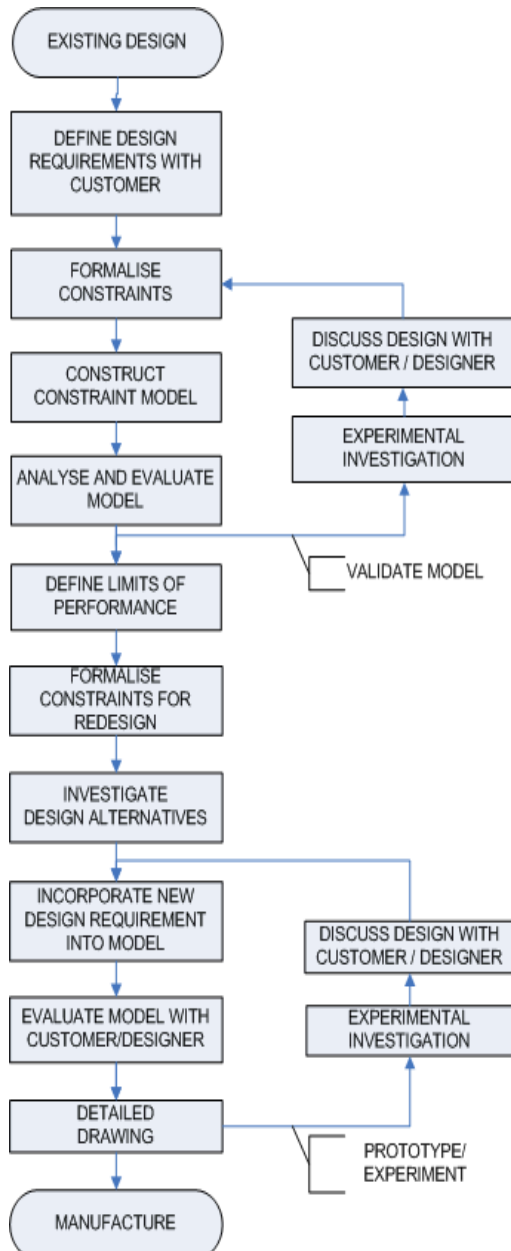 EXISTING DESIGN
DEFINE DESIGN
REQUIREMENTS WITH
CUSTOMER
FORMALISE
CONSTRAINTS
DISCUSS DESIGN WITH
CUSTOMER / DESIGNER
CONSTRUCT
CONSTRAINT MODEL
EXPERIMENTAL
INVESTIGATION
ANALYSE AND EVALUATE
MODEL
VALIDATE MODEL
DEFINE LIMITS OF
PERFORMANCE
FORMALISE
CONSTRAINTS FOR
REDESIGN
INVESTIGATE
DESIGN ALTERNATIVES
INCORPORATE NEW
DESIGN REQUIREMENT
INTO MODEL
DISCUSS DESIGN WITH
CUSTOMER / DESIGNER
EVALUATE MODEL WITH
CUSTOMER/DESIGNER
EXPERIMENTAL
INVESTIGATION
DETAILED
DRAWING
PROTOTYPE/
EXPERIMENT
MANUFACTURE